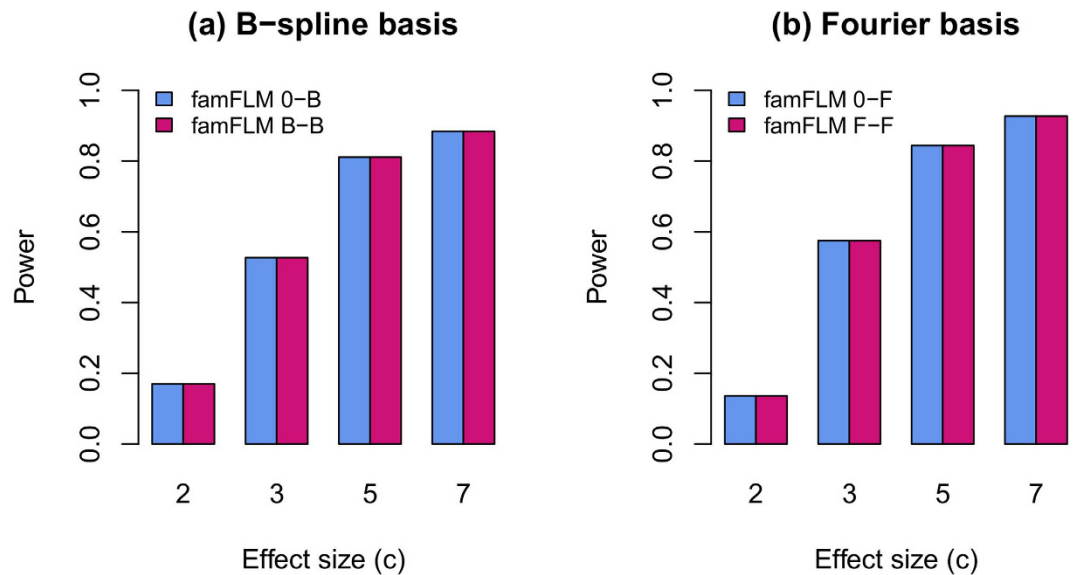 (a) B−spline basis
famFLM 0−B
famFLM B−B
Power
0.0 0.2 0.4 0.6 0.8 1.0
2 3 5 7
Effect size (c)
(b) Fourier basis
famFLM 0−F
famFLM F−F
Power
0.0 0.2 0.4 0.6 0.8 1.0
2 3 5 7
Effect size (c)